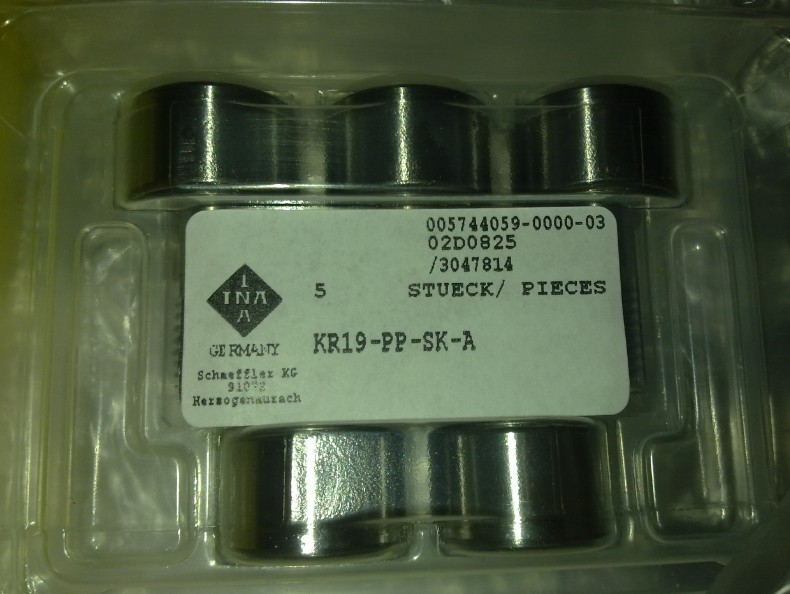 005744059-0000-03
02D0825
/3047814
5 STUECK/ PIECES
I
INA
A
GERMANY
KR19-PP-SK-A
Schaeffler KG
Herzogenaurach